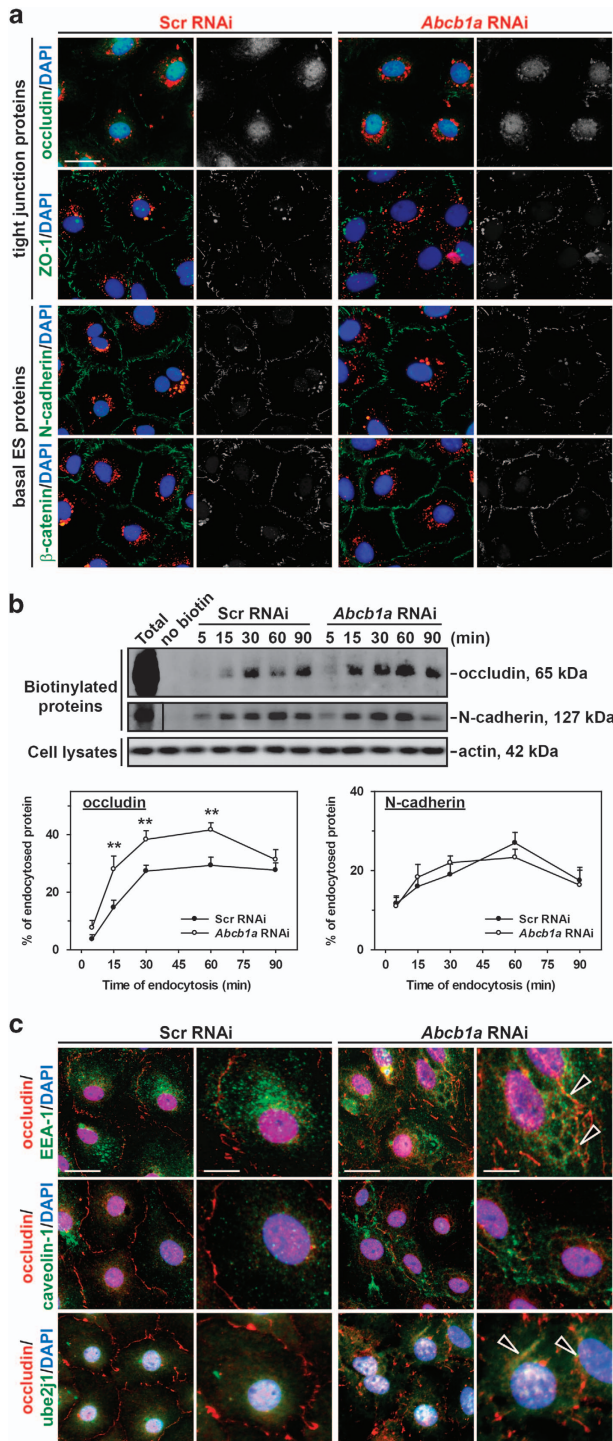 a
Scr RNAi
Abcb1a RNAi
tight junction proteins
occludin/DAPI
ZO-1/DAPI
basal ES proteins
N-cadherin/DAPI
β-catenin/DAPI
b
Total
no biotin
Scr RNAi
Abcb1a RNAi
5 15 30 60 90 5 15 30 60 90 (min)
Biotinylated proteins
-occludin, 65 kDa
-N-cadherin, 127 kDa
Cell lysates
-actin, 42 kDa
occludin
% of endocytosed protein
60
40
20
0
** ** **
Scr RNAi
Abcb1a RNAi
0 15 30 45 60 75 90
Time of endocytosis (min)
N-cadherin
% of endocytosed protein
40
20
0
Scr RNAi
Abcb1a RNAi
0 15 30 45 60 75 90
Time of endocytosis (min)
c
Scr RNAi
Abcb1a RNAi
occludin/
EEA-1/DAPI
occludin/
caveolin-1/DAPI
occludin/
ube2j1/DAPI